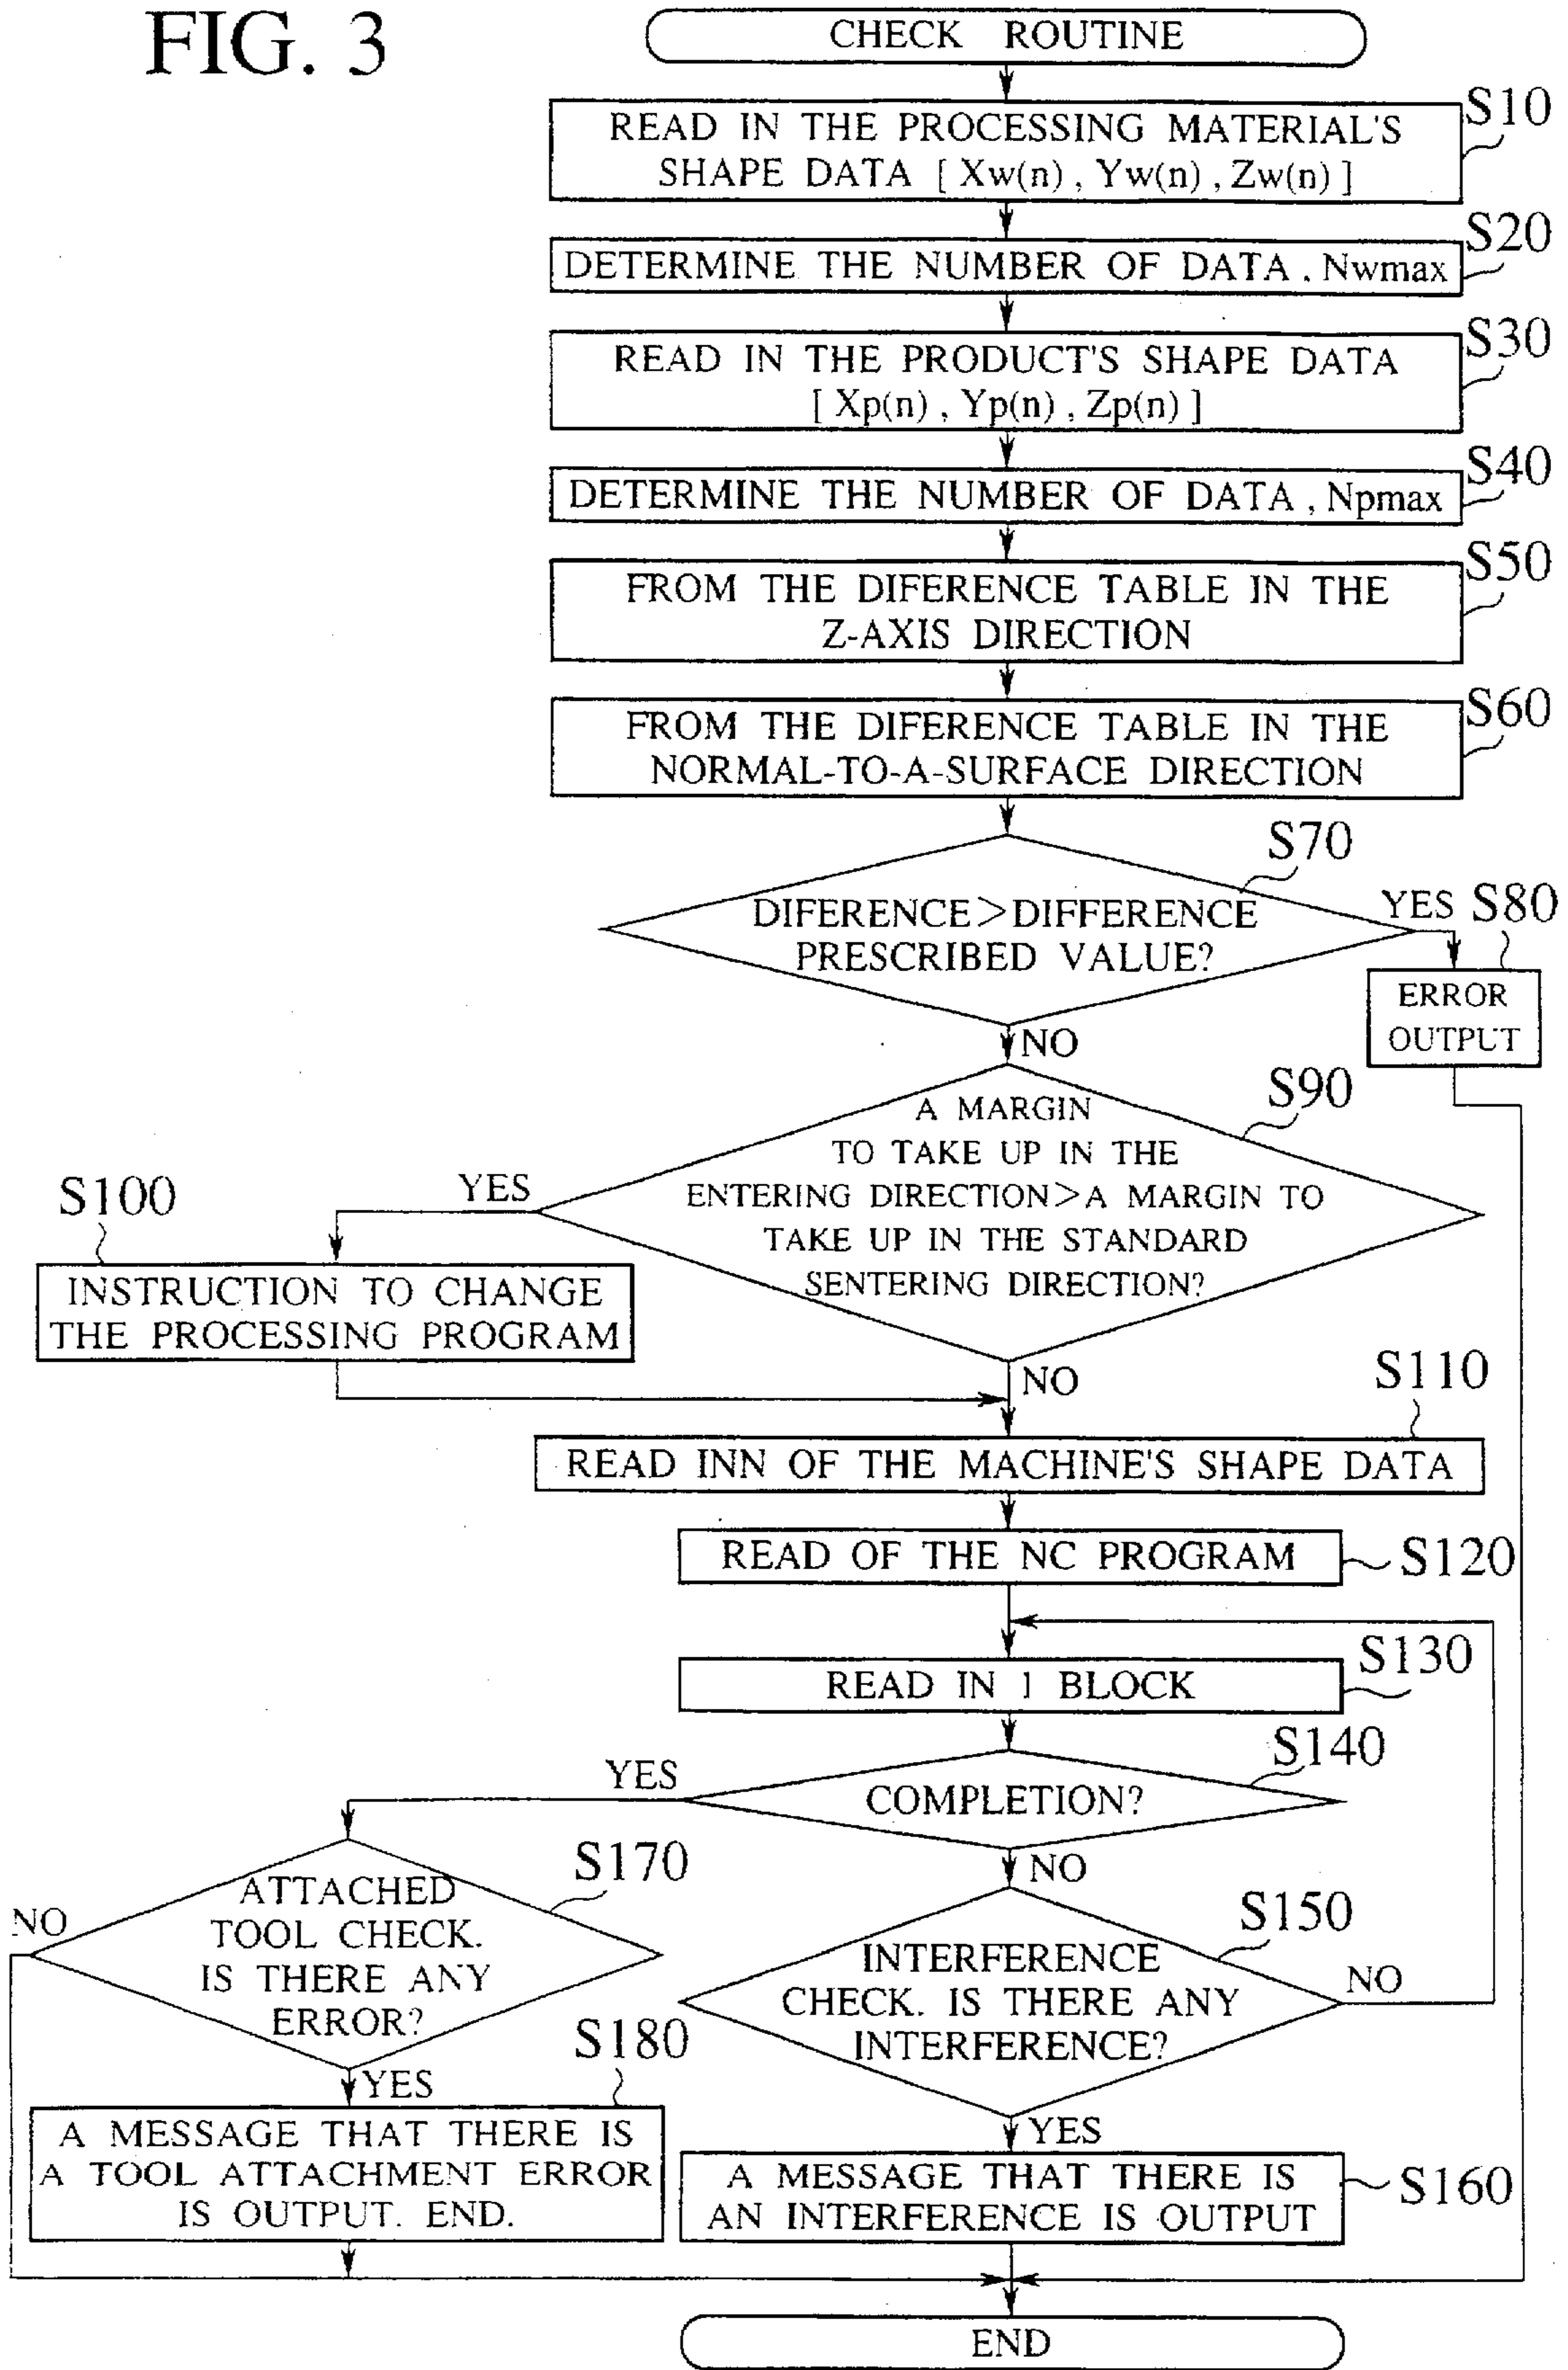 FIG. 3
CHECK ROUTINE
S10
READ IN THE PROCESSING MATERIAL'S
SHAPE DATA [ Xw(n) , Yw(n) , Zw(n) ]
S20
DETERMINE THE NUMBER OF DATA , Nwmax
S30
READ IN THE PRODUCT'S SHAPE DATA
[ Xp(n) , Yp(n) , Zp(n) ]
S40
DETERMINE THE NUMBER OF DATA , Npmax
S50
FROM THE DIFERENCE TABLE IN THE
Z-AXIS DIRECTION
S60
FROM THE DIFERENCE TABLE IN THE
NORMAL-TO-A-SURFACE DIRECTION
S70
DIFERENCE>DIFFERENCE
PRESCRIBED VALUE?
YES
S80
ERROR
OUTPUT
NO
S90
A MARGIN
TO TAKE UP IN THE
ENTERING DIRECTION>A MARGIN TO
TAKE UP IN THE STANDARD
SENTERING DIRECTION?
YES
S100
INSTRUCTION TO CHANGE
THE PROCESSING PROGRAM
NO
S110
READ INN OF THE MACHINE'S SHAPE DATA
READ OF THE NC PROGRAM
S120
S130
READ IN 1 BLOCK
S140
COMPLETION?
YES
NO
S170
ATTACHED
TOOL CHECK.
IS THERE ANY
ERROR?
NO
YES
S150
INTERFERENCE
CHECK. IS THERE ANY
INTERFERENCE?
NO
YES
S180
A MESSAGE THAT THERE IS
A TOOL ATTACHMENT ERROR
IS OUTPUT. END.
A MESSAGE THAT THERE IS
AN INTERFERENCE IS OUTPUT
S160
END